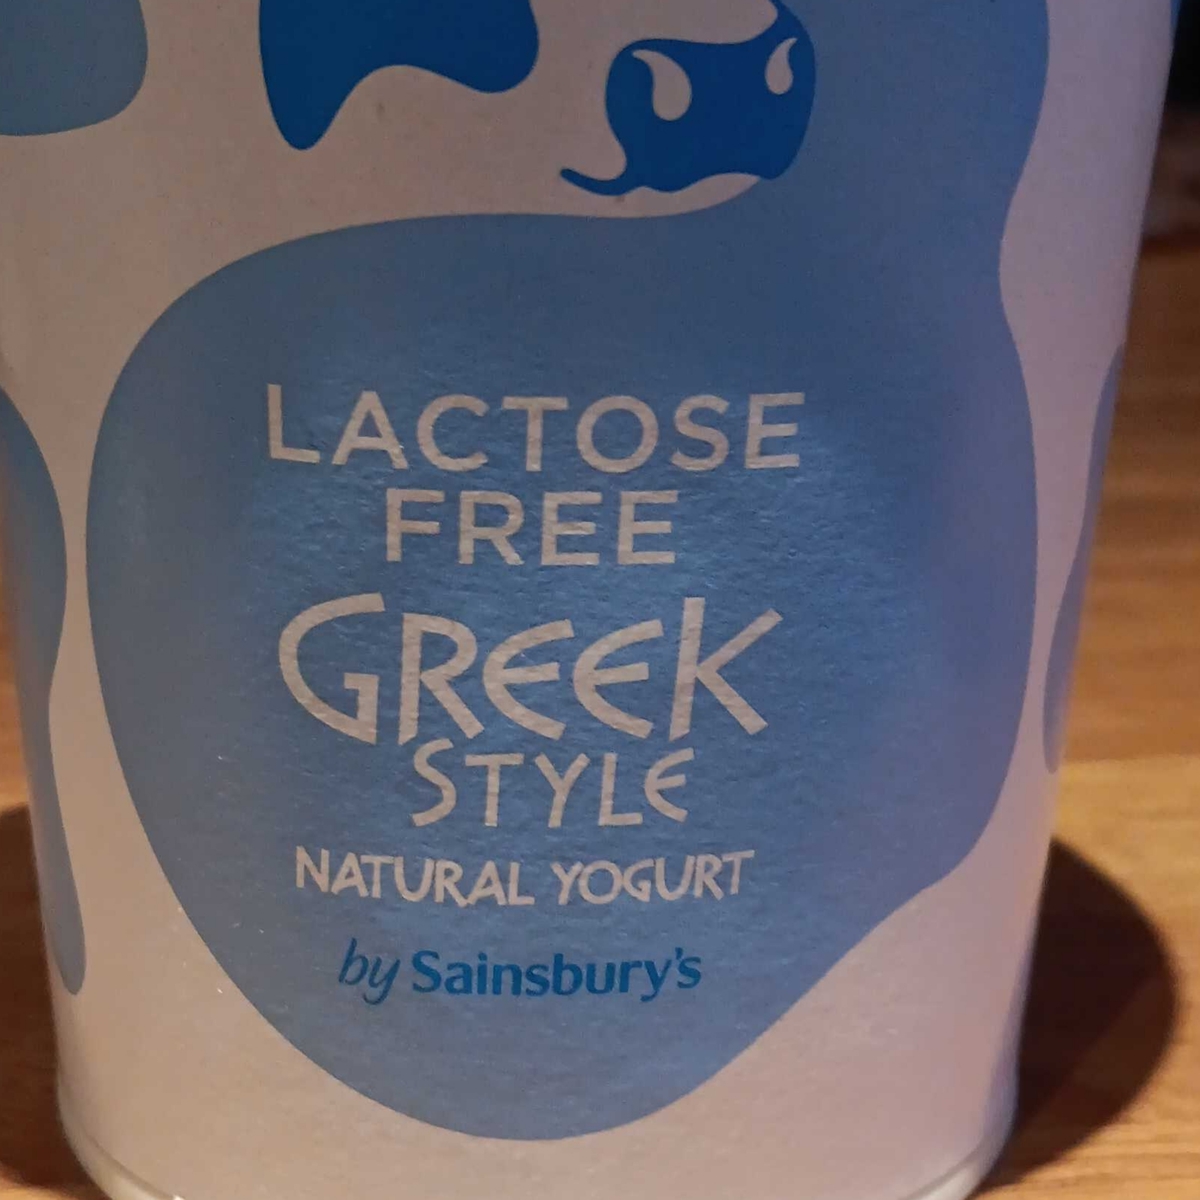 LACTOSE
FREE
GREEK
STYLE
NATURAL YOGURT
by Sainsbury's